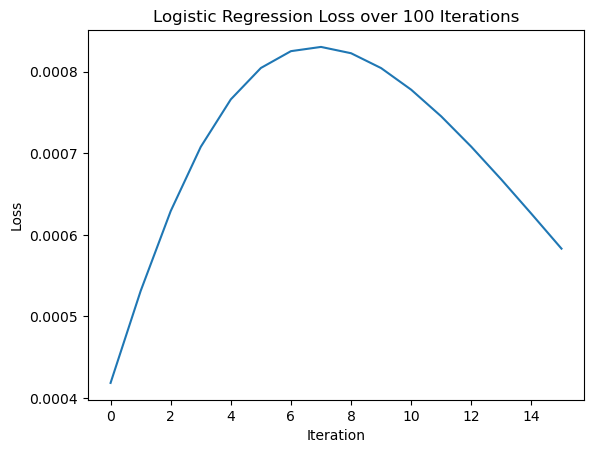 Logistic Regression Loss over 100 Iterations
0.0008
0.0007
0.0006
0.0005
0.0004
Loss
0 2 4 6 8 10 12 14
Iteration